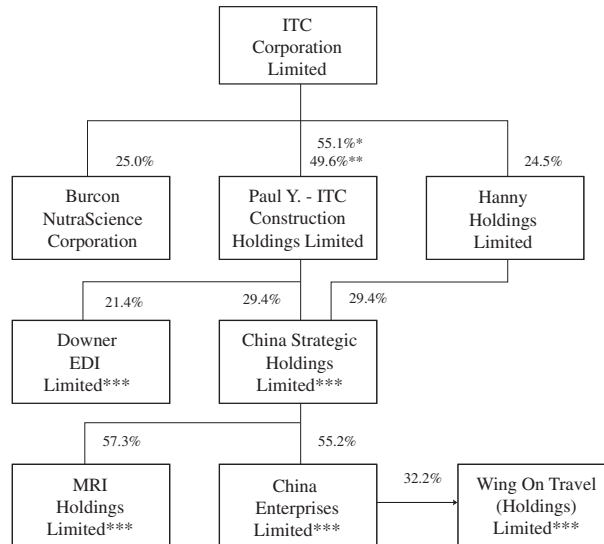 ITC
Corporation
Limited
55.1%*
25.0%
49.6%**
24.5%
Burcon
NutraScience
Corporation
Paul Y. - ITC
Construction
Holdings Limited
Hanny
Holdings
Limited
21.4%
29.4%
29.4%
Downer
EDI
Limited***
China Strategic
Holdings
Limited***
57.3%
55.2%
MRI
Holdings
Limited***
China
Enterprises
Limited***
32.2%
Wing On Travel
(Holdings)
Limited***